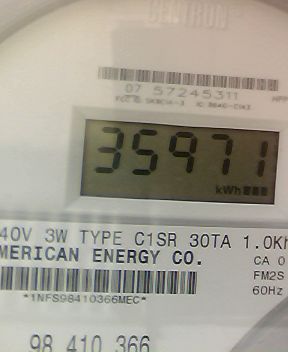 CENTRON
07 57245311
35971
kWh
40V 3W TYPE C1SR 30TA 1.0Kh
MERICAN ENERGY CO.
CA 0
FM2S
60Hz
*1NFS98410366MEC*
98 410 366